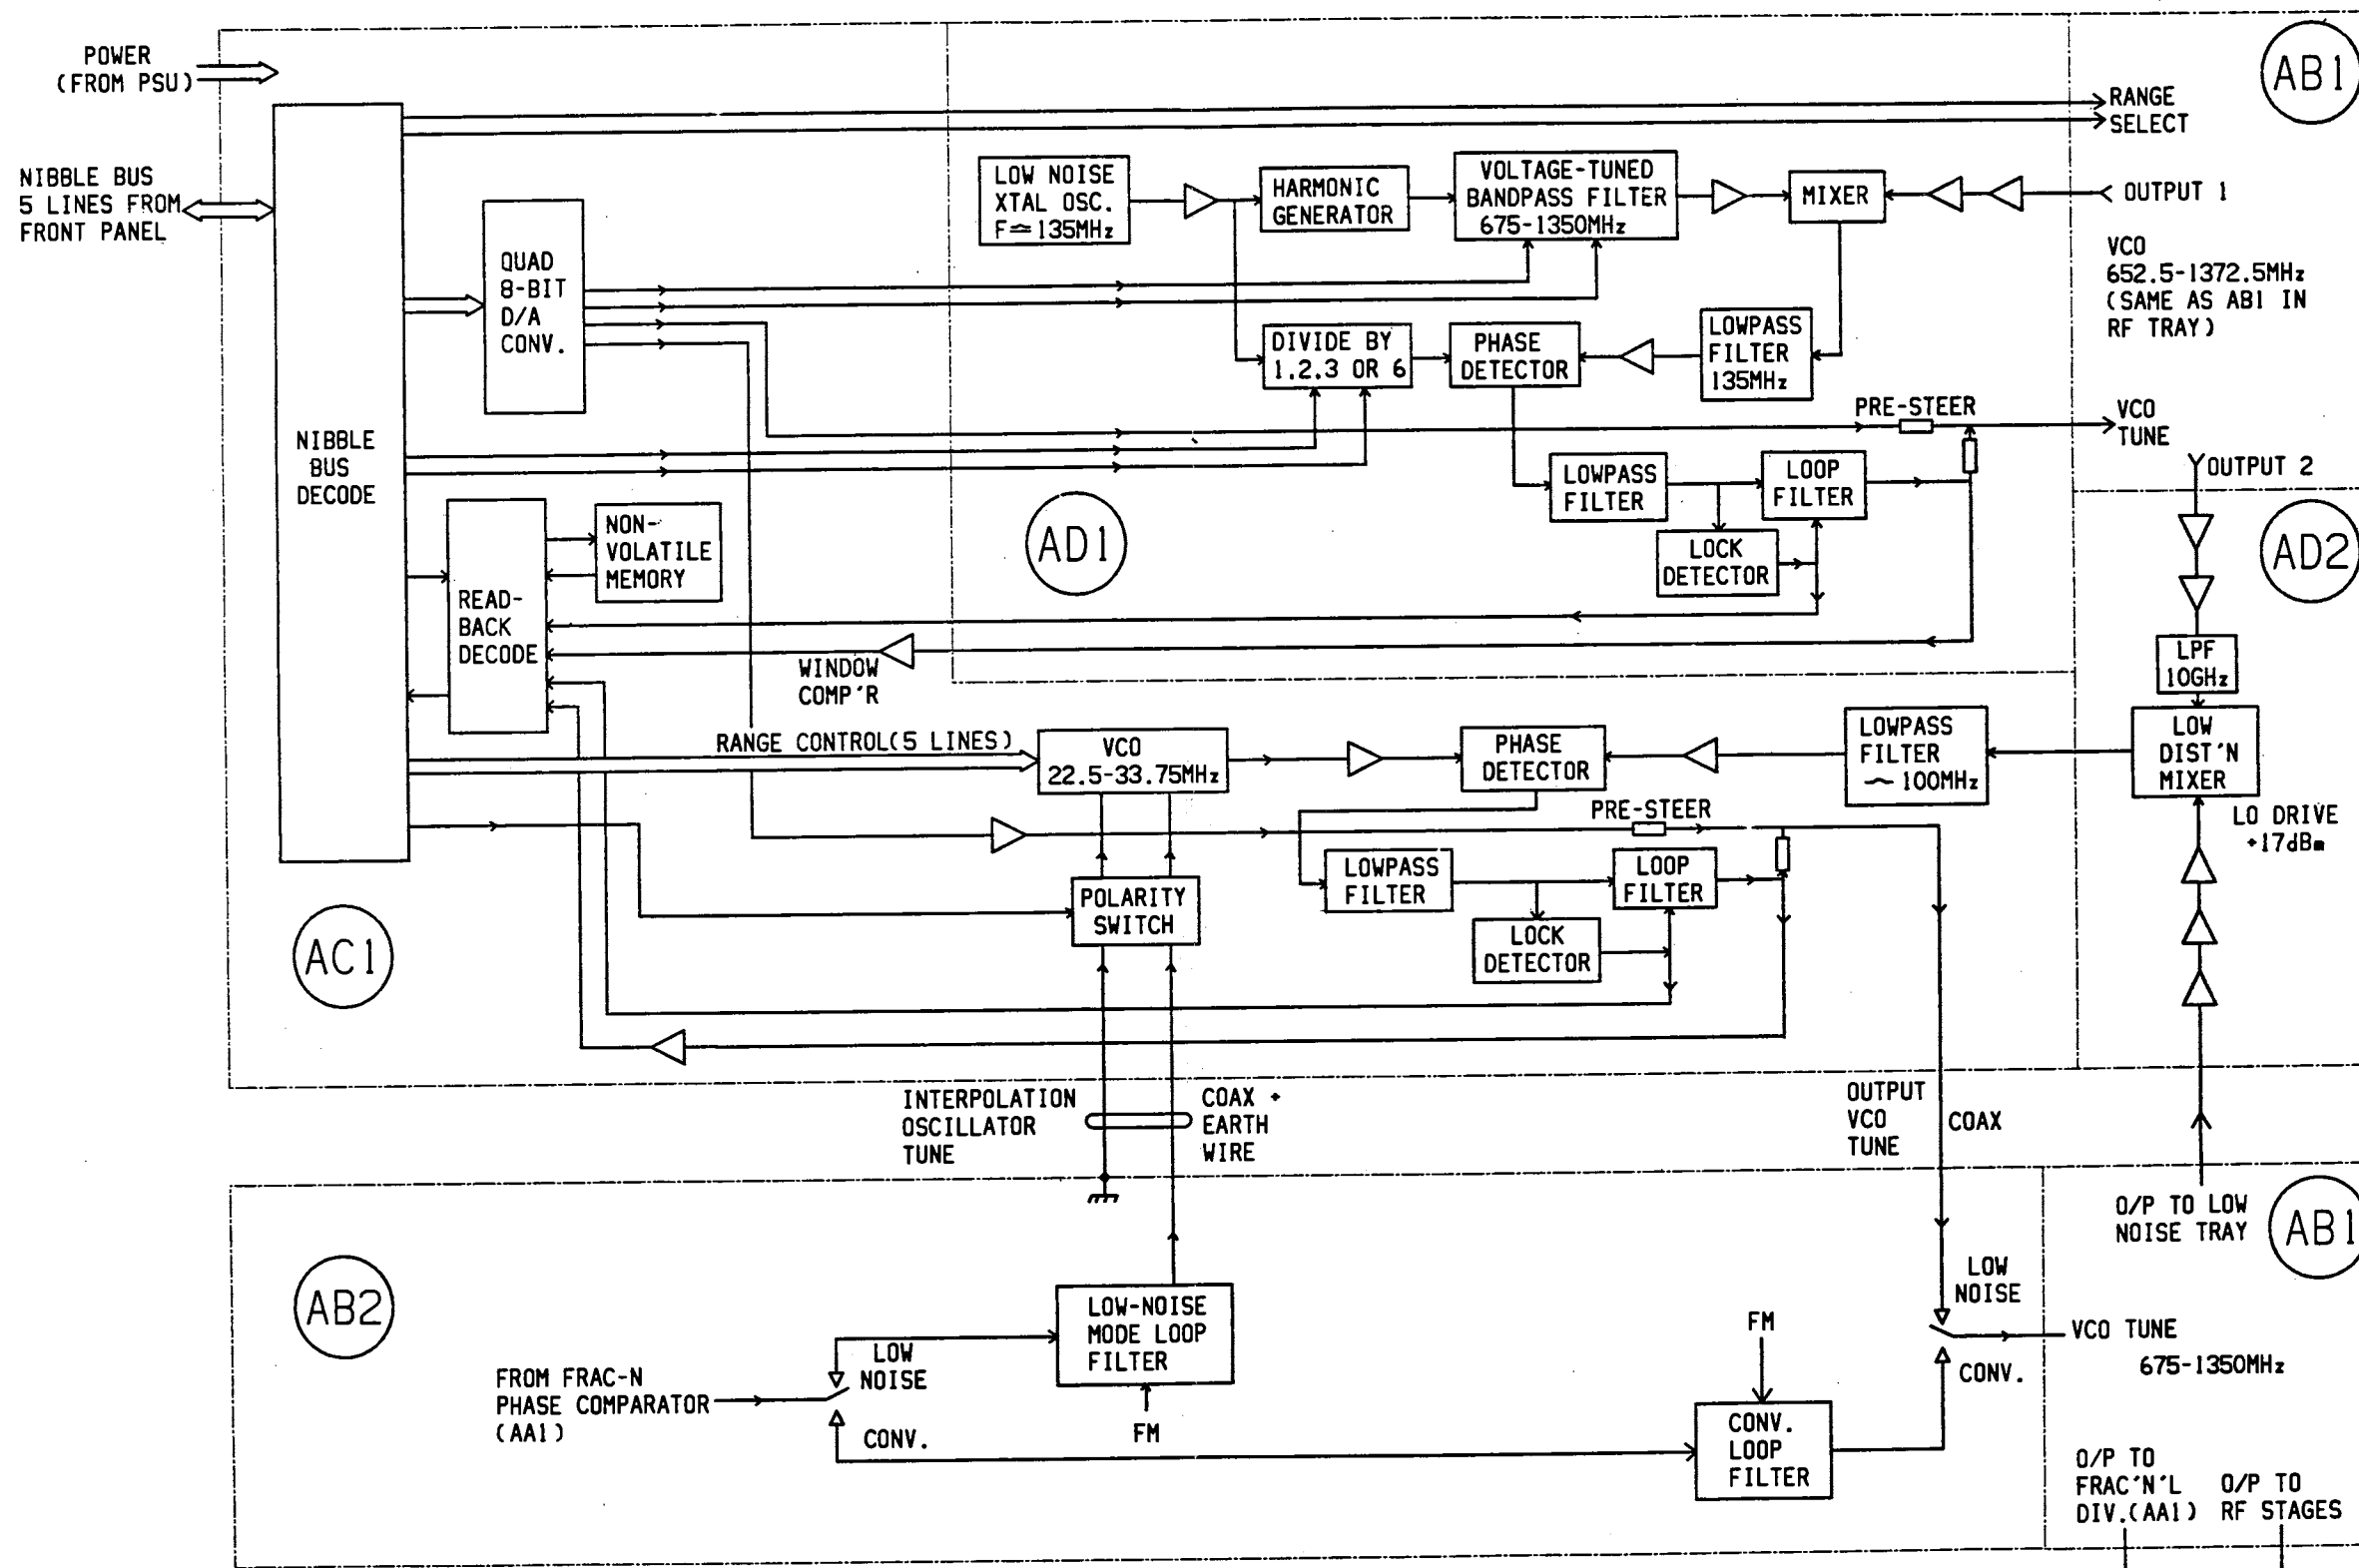 POWER
(FROM PSU)
NIBBLE BUS
5 LINES FROM
FRONT PANEL
NIBBLE
BUS
DECODE
QUAD
8-BIT
D/A
CONV.
READ-
BACK
DECODE
NON-
VOLATILE
MEMORY
LOW NOISE
XTAL OSC.
F≃135MHz
HARMONIC
GENERATOR
VOLTAGE-TUNED
BANDPASS FILTER
675-1350MHz
MIXER
RANGE
SELECT
AB1
OUTPUT 1
VCO
652.5-1372.5MHz
(SAME AS AB1 IN
RF TRAY)
DIVIDE BY
1.2.3 OR 6
PHASE
DETECTOR
LOWPASS
FILTER
135MHz
PRE-STEER
VCO
TUNE
LOWPASS
FILTER
LOOP
FILTER
LOCK
DETECTOR
AD1
OUTPUT 2
AD2
LPF
10GHz
LOW
DIST'N
MIXER
LO DRIVE
+17dBm
WINDOW
COMP'R
RANGE CONTROL(5 LINES)
VCO
22.5-33.75MHz
PHASE
DETECTOR
LOWPASS
FILTER
~ 100MHz
PRE-STEER
LOWPASS
FILTER
LOOP
FILTER
LOCK
DETECTOR
POLARITY
SWITCH
AC1
INTERPOLATION
OSCILLATOR
TUNE
COAX +
EARTH
WIRE
OUTPUT
VCO
TUNE
COAX
O/P TO LOW
NOISE TRAY
AB1
AB2
LOW-NOISE
MODE LOOP
FILTER
FM
LOW
NOISE
FROM FRAC-N
PHASE COMPARATOR
(AA1)
CONV.
FM
CONV.
LOOP
FILTER
LOW
NOISE
CONV.
VCO TUNE
675-1350MHz
O/P TO
FRAC'N'L
DIV.(AA1)
O/P TO
RF STAGES